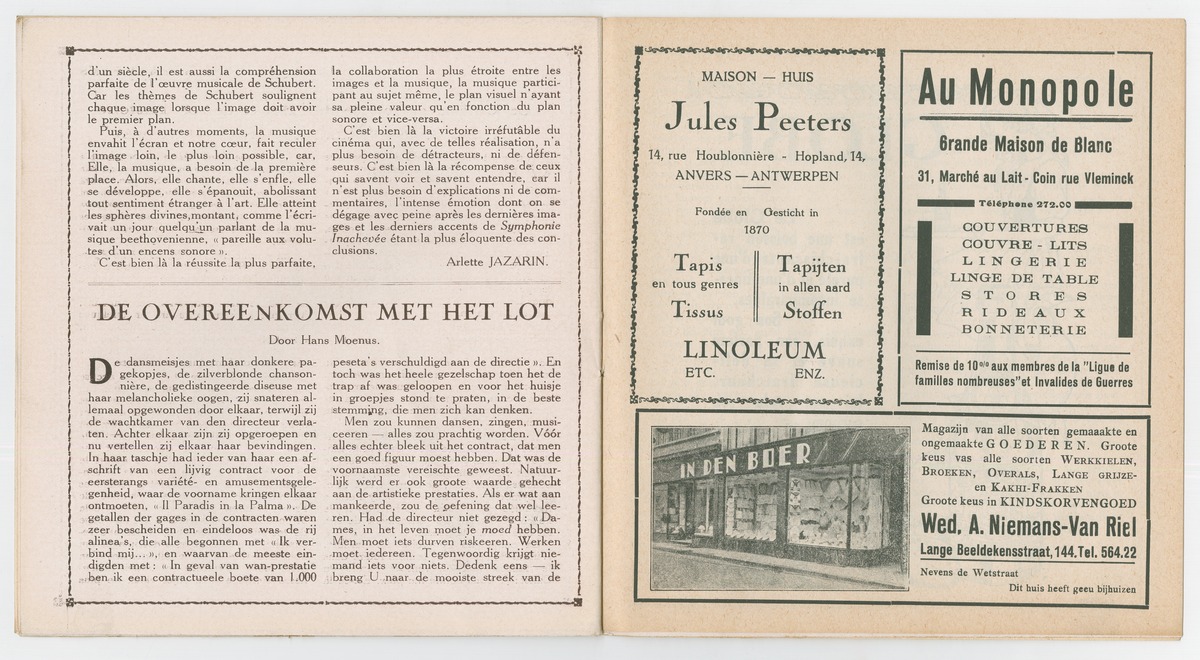 d'un siècle, il est aussi la compréhension
parfaite de l'œuvre musicale de Schubert.
Car les thèmes de Schubert soulignent
chaque image lorsque l'image doit avoir
le premier plan.
Puis, à d'autres moments, la musique
envahit l'écran et notre cœur, fait reculer
l'image loin, le plus loin possible, car,
Elle, la musique, a besoin de la première
place. Alors, elle chante, elle s'enfle, elle
se développe, elle s'épanouit, abolissant
tout sentiment étranger à l'art. Elle atteint
les sphères divines,montant, comme l'écri-
vait un jour quelqu'un parlant de la mu-
sique beethovenienne, « pareille aux volu-
tes d'un encens sonore ».
C'est bien là la réussite la plus parfaite,
la collaboration la plus étroite entre les
images et la musique, la musique partici-
pant au sujet même, le plan visuel n'ayant
sa pleine valeur qu'en fonction du plan
sonore et vice-versa.
C'est bien là la victoire irréfutâble du
cinéma qui, avec de telles réalisation, n'a
plus besoin de détracteurs, ni de défen-
seurs. C'est bien là la récompense de ceux
qui savent voir et savent entendre, car il
n'est plus besoin d'explications ni de com-
mentaires, l'intense émotion dont on se
dégage avec peine après les dernières ima-
ges et les derniers accents de Symphonie
Inachevée étant la plus éloquente des con-
clusions.
Arlette JAZARIN.
DE OVEREENKOMST MET HET LOT
Door Hans Moenus.
De dansmeisjes met haar donkere pa-
gekopjes, de zilverblonde chanson-
nière, de gedistingeerde diseuse met
haar melancholieke oogen, zij snateren al-
lemaal opgewonden door elkaar, terwijl zij
de wachtkamer van den directeur verla-
ten. Achter elkaar zijn zij opgeroepen en
nu vertellen zij elkaar haar bevindingen.
In haar taschje had ieder van haar een af-
schrift van een lijvig contract voor de
eersterangs variété- en amusementsgele-
genheid, waar de voorname kringen elkaar
ontmoeten, « Il Paradis in la Palma ». De
getallen der gages in de contracten waren
zeer bescheiden en eindeloos was de rij
alinea's, die alle begonnen met « Ik ver-
bind mij... », en waarvan de meeste ein-
digden met : « In geval van wan-prestatie
ben ik een contractueele boete van 1.000
peseta's verschuldigd aan de directie ». En
toch was het heele gezelschap toen het de
trap af was geloopen en voor het huisje
in groepjes stond te praten, in de beste
stemming, die men zich kan denken.
Men zou kunnen dansen, zingen, musi-
ceeren — alles zou prachtig worden. Vóór
alles echter bleek uit het contract, dat men
een goed figuur moest hebben. Dat was de
voornaamste vereischte geweest. Natuur-
lijk werd er ook groote waarde gehecht
aan de artistieke prestaties. Als er wat aan
mankeerde, zou de oefening dat wel lee-
ren. Had de directeur niet gezegd : « Da-
mes, in het leven moet je moed hebben.
Men moet iets durven riskeeren. Werken
moet iedereen. Tegenwoordig krijgt nie-
mand iets voor niets. Dedenk eens — ik
breng U naar de mooiste streek van de
MAISON — HUIS
Jules Peeters
14, rue Houblonnière - Hopland, 14,
ANVERS — ANTWERPEN
Fondée en Gesticht in
1870
Tapis
en tous genres
Tissus
Tapijten
in allen aard
Stoffen
LINOLEUM
ETC. ENZ.
Au Monopole
Grande Maison de Blanc
31, Marché au Lait - Coin rue Vleminck
Téléphone 272.00
COUVERTURES
COUVRE - LITS
LINGERIE
LINGE DE TABLE
STORES
RIDEAUX
BONNETERIE
Remise de 10% aux membres de la "Ligue de
familles nombreuses" et Invalides de Guerres
IN DEN BOER
Magazijn van alle soorten gemaaakte en
ongemaakte GOEDEREN. Groote
keus vas alle soorten WERKKIELEN,
BROEKEN, OVERALS, LANGE GRIJZE-
en KAKHI-FRAKKEN
Groote keus in KINDSKORVENGOED
Wed. A. Niemans-Van Riel
Lange Beeldekensstraat, 144. Tel. 564.22
Nevens de Wetstraat
Dit huis heeft geeu bijhuizen